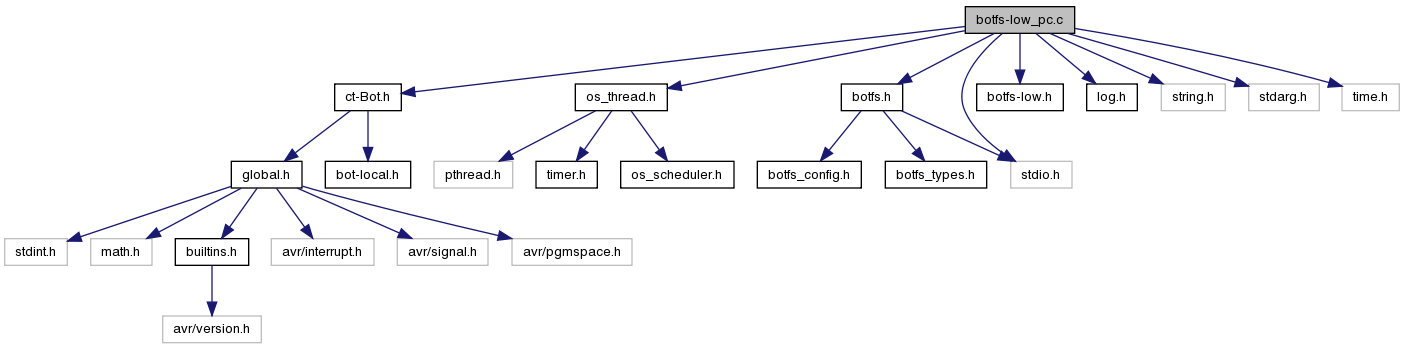 botfs-low_pc.c
ct-Bot.h
os_thread.h
botfs.h
botfs-low.h
log.h
string.h
stdarg.h
time.h
global.h
bot-local.h
pthread.h
timer.h
os_scheduler.h
botfs_config.h
botfs_types.h
stdio.h
stdint.h
math.h
builtins.h
avr/interrupt.h
avr/signal.h
avr/pgmspace.h
avr/version.h